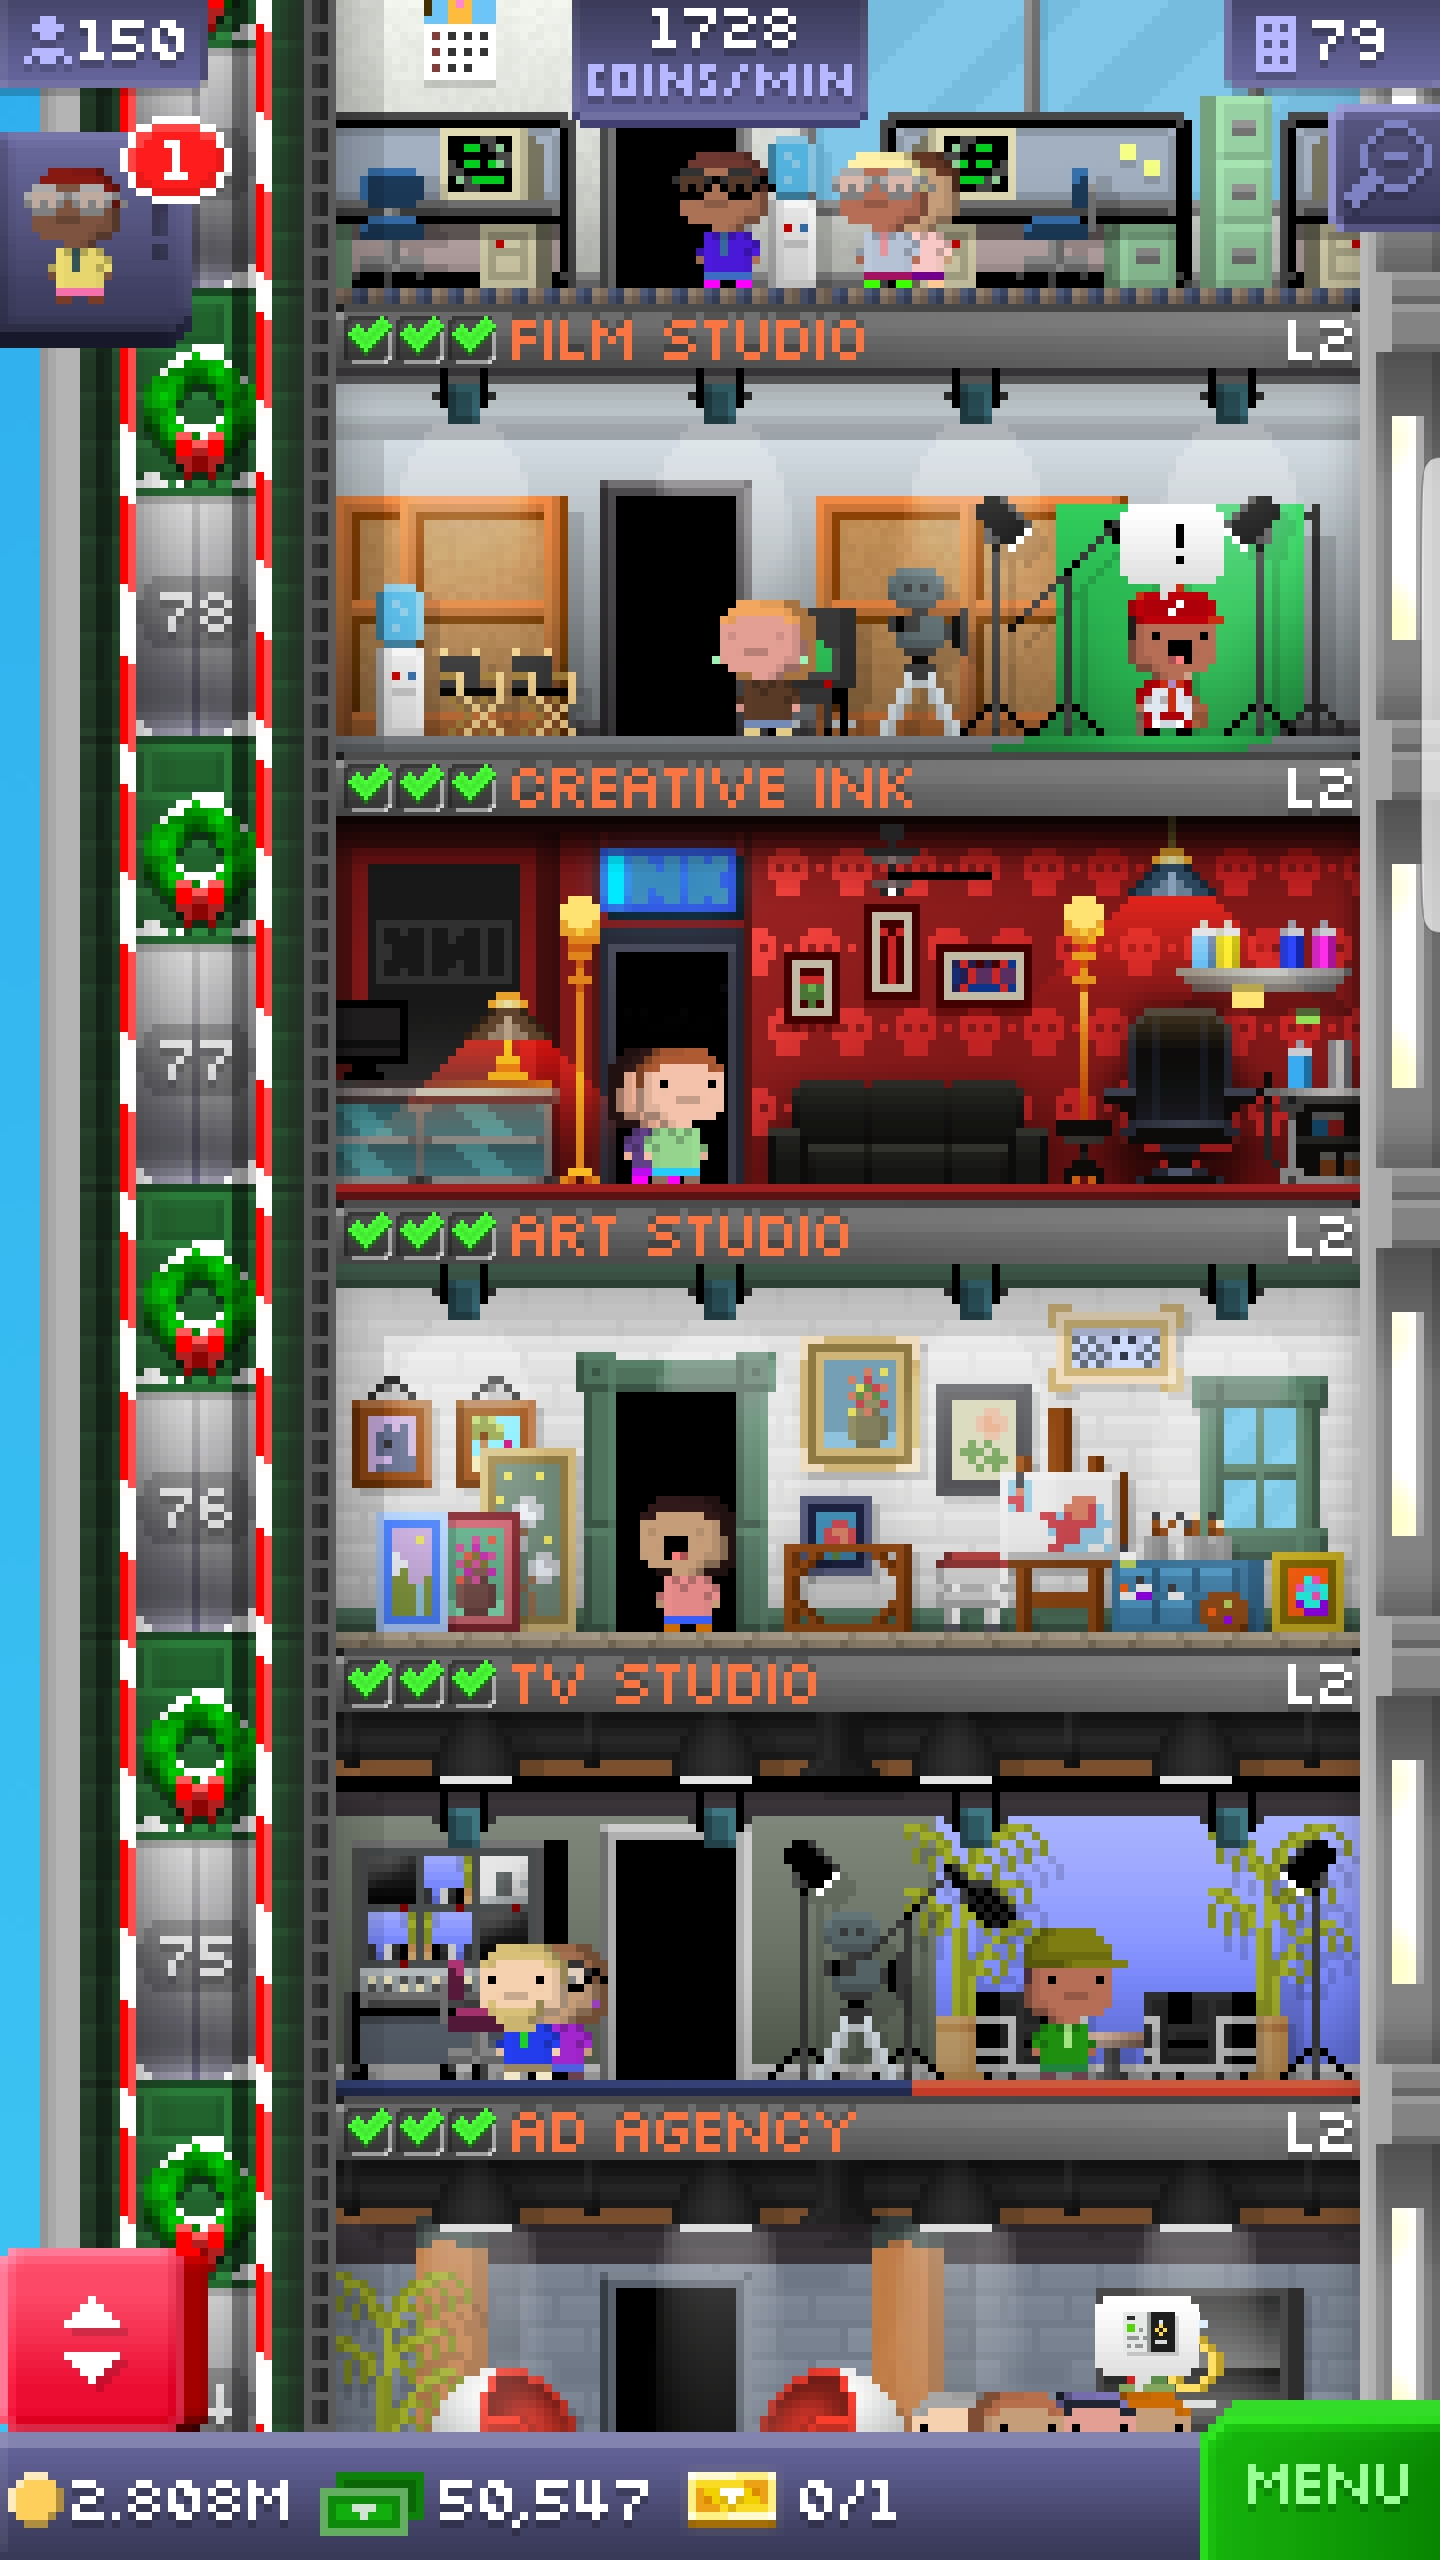 150
1728
COINS/MIN
79
1
FILM STUDIO
L2
!
78
CREATIVE INK
L2
INK
INK
77
ART STUDIO
L2
76
TV STUDIO
L2
75
AD AGENCY
L2
2.808M
50,547
0/1
MENU